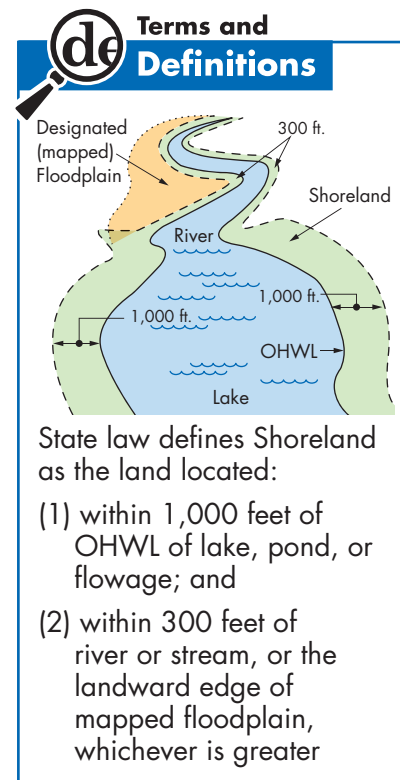 de
Terms and
Definitions
Designated
(mapped)
Floodplain
300 ft.
Shoreland
River
1,000 ft.
1,000 ft.
OHWL
Lake
State law defines Shoreland
as the land located:
(1) within 1,000 feet of
OHWL of lake, pond, or
flowage; and
(2) within 300 feet of
river or stream, or the
landward edge of
mapped floodplain,
whichever is greater